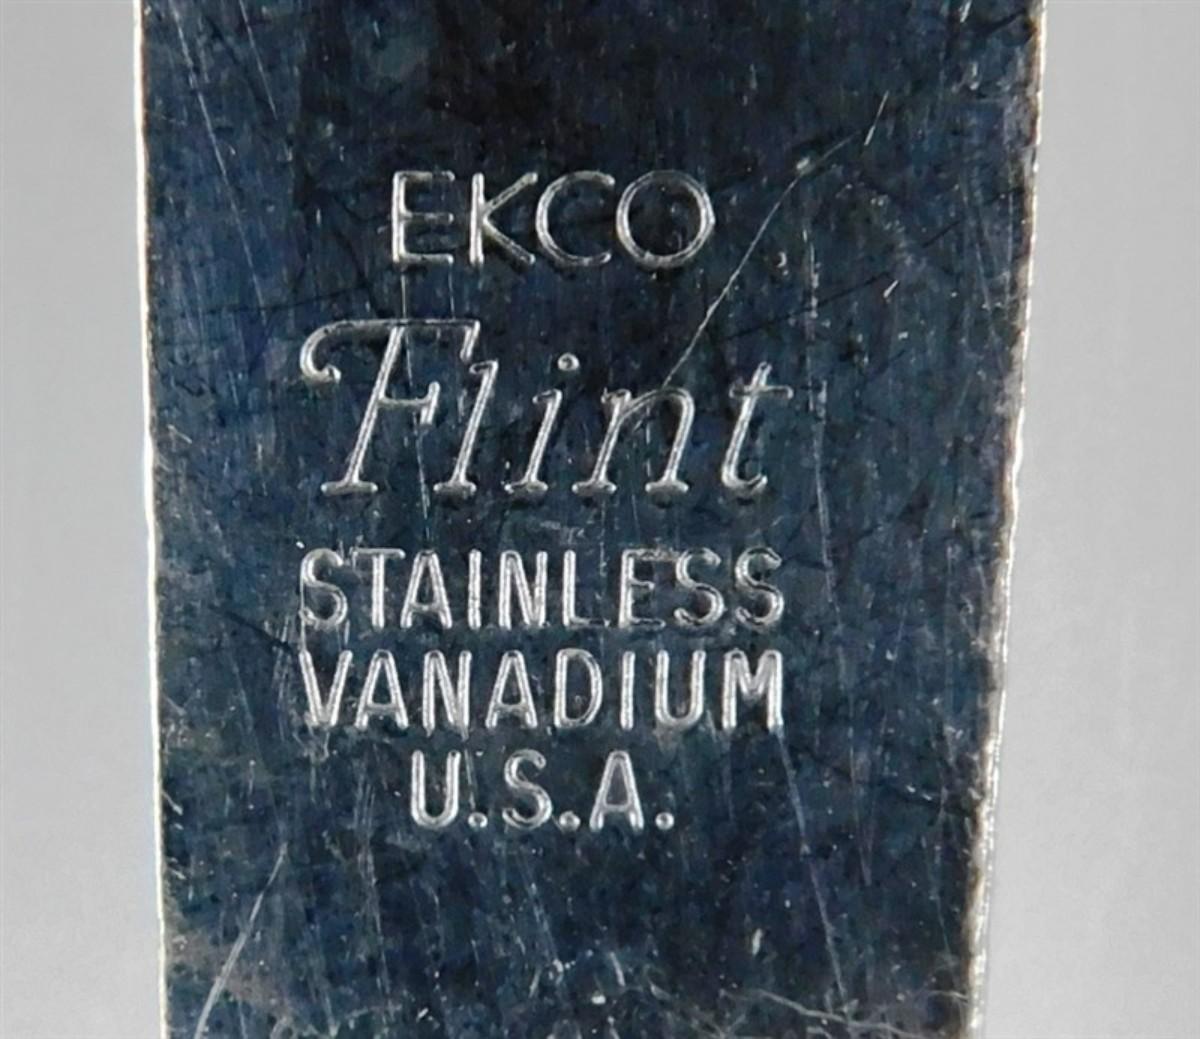 EKCO
Flint
STAINLESS
VANADIUM
U.S.A.